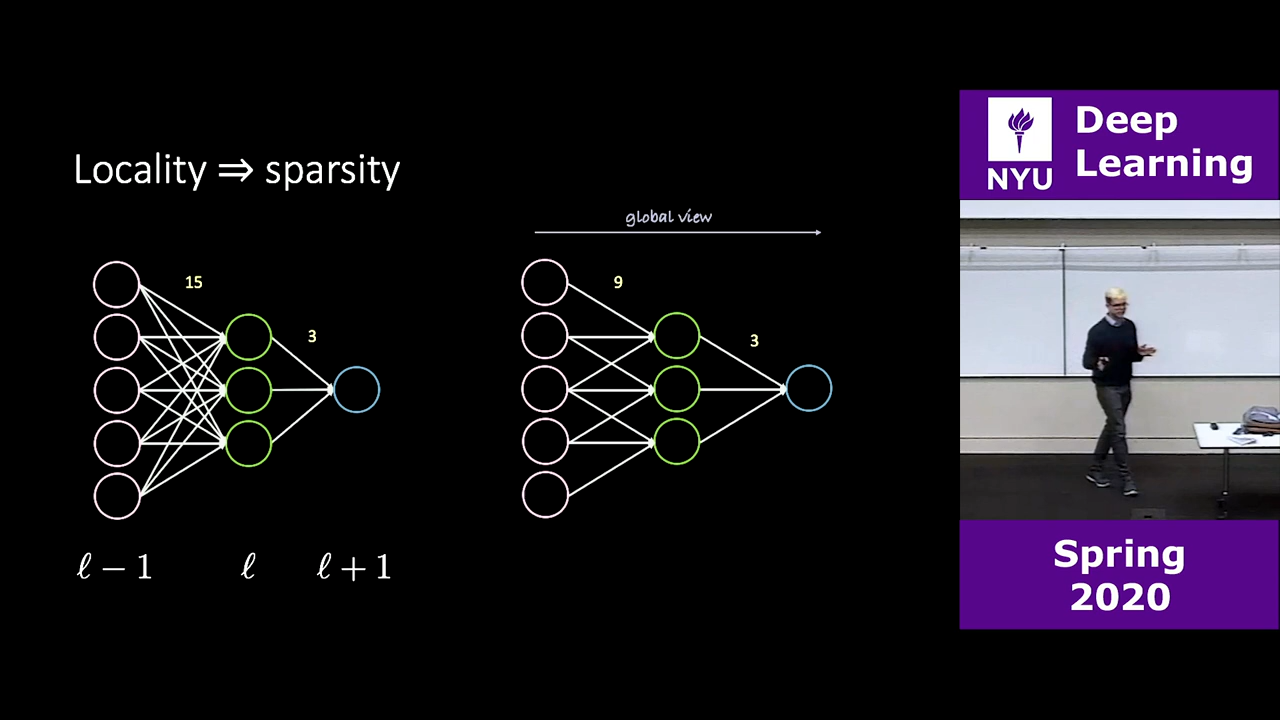 Locality ⇒ sparsity
global view
15
3
9
3
ℓ − 1
ℓ
ℓ + 1
NYU
Deep
Learning
Spring
2020